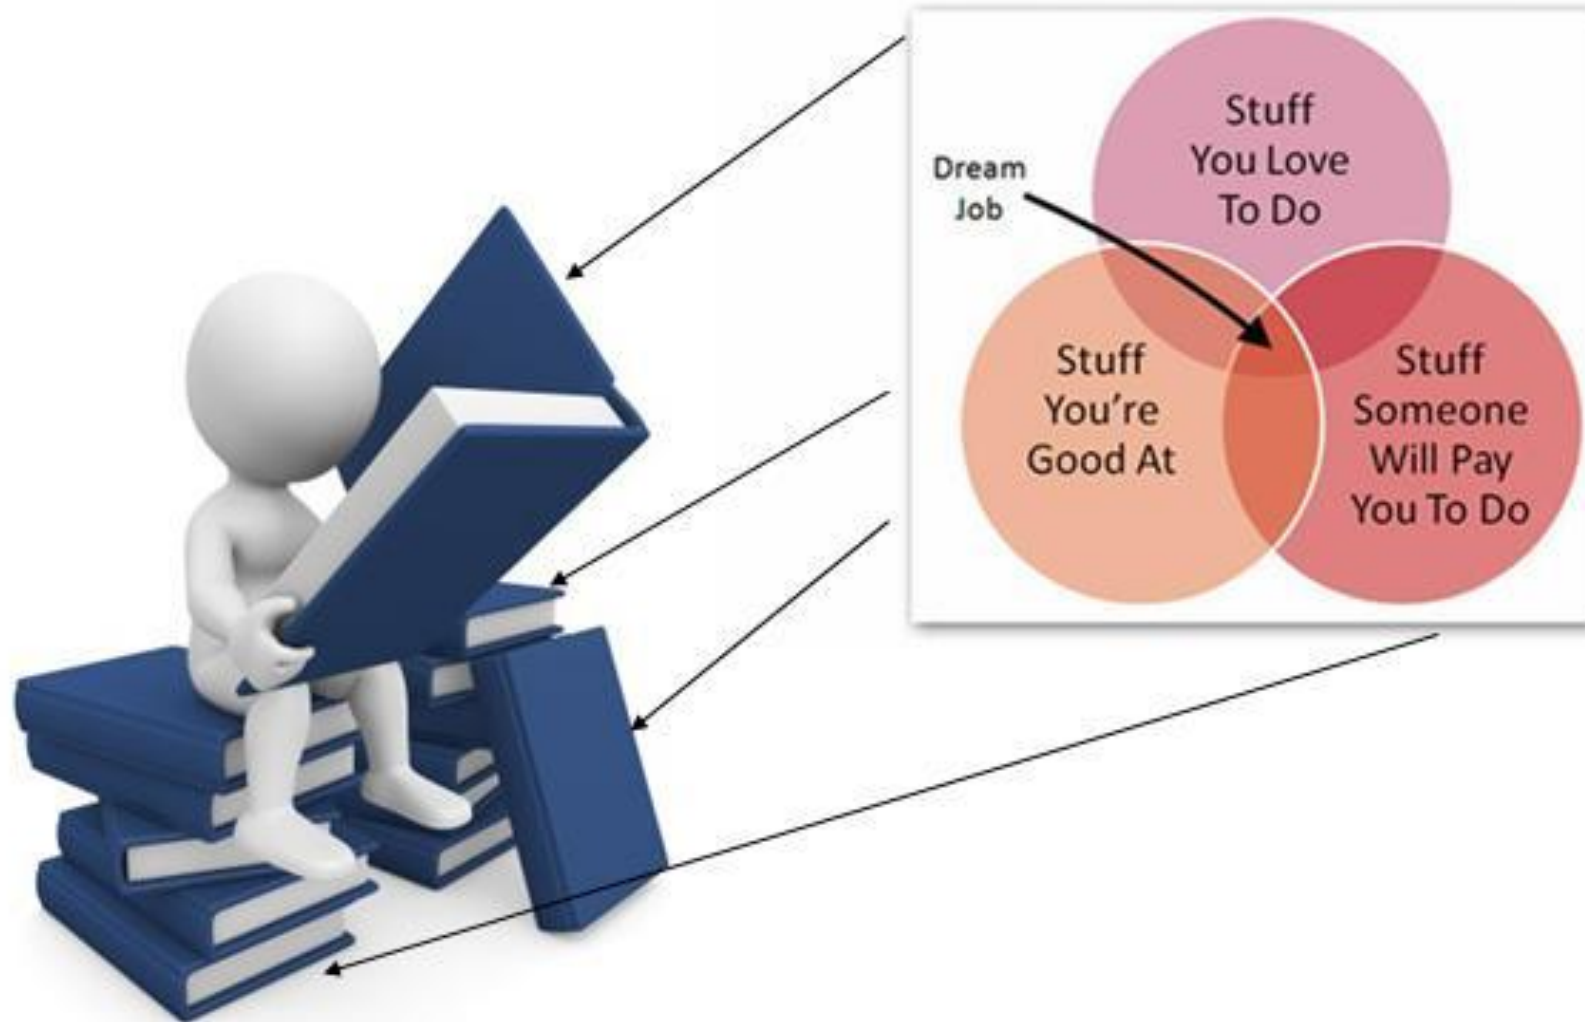 Stuff
You Love
To Do
Dream
Job
Stuff
You're
Good At
Stuff
Someone
Will Pay
You To Do